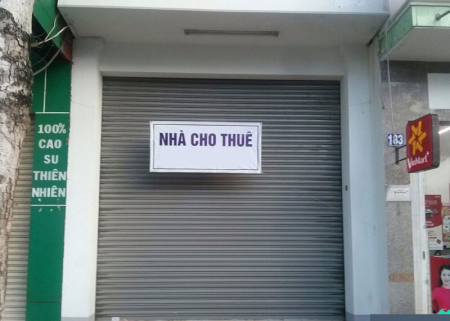 100%
CAO
SU
THIÊN
NHIÊN
NHÀ CHO THUÊ
183
VinMart+